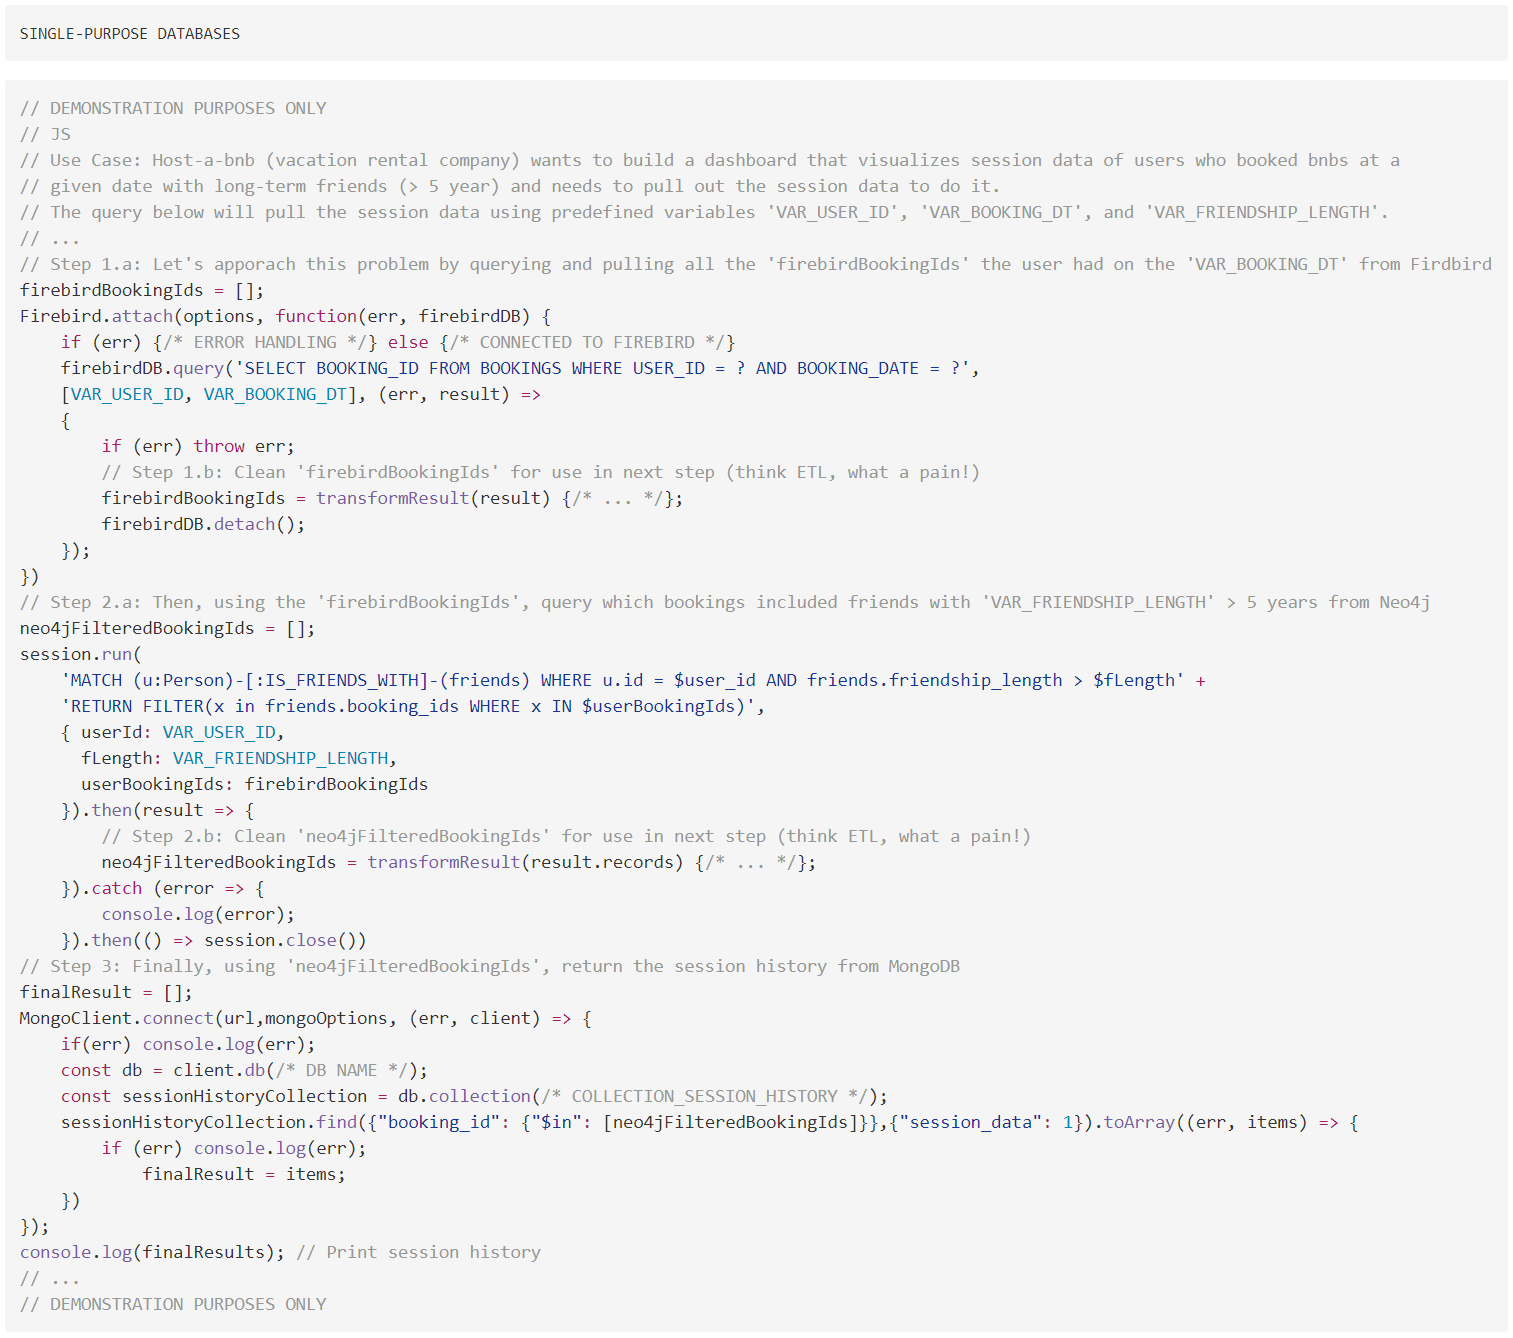 SINGLE-PURPOSE DATABASES
// DEMONSTRATION PURPOSES ONLY
// JS
// Use Case: Host-a-bnb (vacation rental company) wants to build a dashboard that visualizes session data of users who booked bnbs at a
// given date with long-term friends (> 5 year) and needs to pull out the session data to do it.
// The query below will pull the session data using predefined variables 'VAR_USER_ID', 'VAR_BOOKING_DT', and 'VAR_FRIENDSHIP_LENGTH'.
// ...
// Step 1.a: Let's apporach this problem by querying and pulling all the 'firebirdBookingIds' the user had on the 'VAR_BOOKING_DT' from Firdbird
firebirdBookingIds = [];
Firebird.attach(options, function(err, firebirdDB) {
    if (err) {/* ERROR HANDLING */} else {/* CONNECTED TO FIREBIRD */}
    firebirdDB.query('SELECT BOOKING_ID FROM BOOKINGS WHERE USER_ID = ? AND BOOKING_DATE = ?',
    [VAR_USER_ID, VAR_BOOKING_DT], (err, result) =>
    {
        if (err) throw err;
        // Step 1.b: Clean 'firebirdBookingIds' for use in next step (think ETL, what a pain!)
        firebirdBookingIds = transformResult(result) {/* ... */};
        firebirdDB.detach();
    });
})
// Step 2.a: Then, using the 'firebirdBookingIds', query which bookings included friends with 'VAR_FRIENDSHIP_LENGTH' > 5 years from Neo4j
neo4jFilteredBookingIds = [];
session.run(
    'MATCH (u:Person)-[:IS_FRIENDS_WITH]-(friends) WHERE u.id = $user_id AND friends.friendship_length > $fLength' +
    'RETURN FILTER(x in friends.booking_ids WHERE x IN $userBookingIds)',
    { userId: VAR_USER_ID,
      fLength: VAR_FRIENDSHIP_LENGTH,
      userBookingIds: firebirdBookingIds
    }).then(result => {
        // Step 2.b: Clean 'neo4jFilteredBookingIds' for use in next step (think ETL, what a pain!)
        neo4jFilteredBookingIds = transformResult(result.records) {/* ... */};
    }).catch (error => {
        console.log(error);
    }).then(() => session.close())
// Step 3: Finally, using 'neo4jFilteredBookingIds', return the session history from MongoDB
finalResult = [];
MongoClient.connect(url,mongoOptions, (err, client) => {
    if(err) console.log(err);
    const db = client.db(/* DB NAME */);
    const sessionHistoryCollection = db.collection(/* COLLECTION_SESSION_HISTORY */);
    sessionHistoryCollection.find({"booking_id": {"$in": [neo4jFilteredBookingIds]}},{"session_data": 1}).toArray((err, items) => {
        if (err) console.log(err);
            finalResult = items;
    })
});
console.log(finalResults); // Print session history
// ...
// DEMONSTRATION PURPOSES ONLY